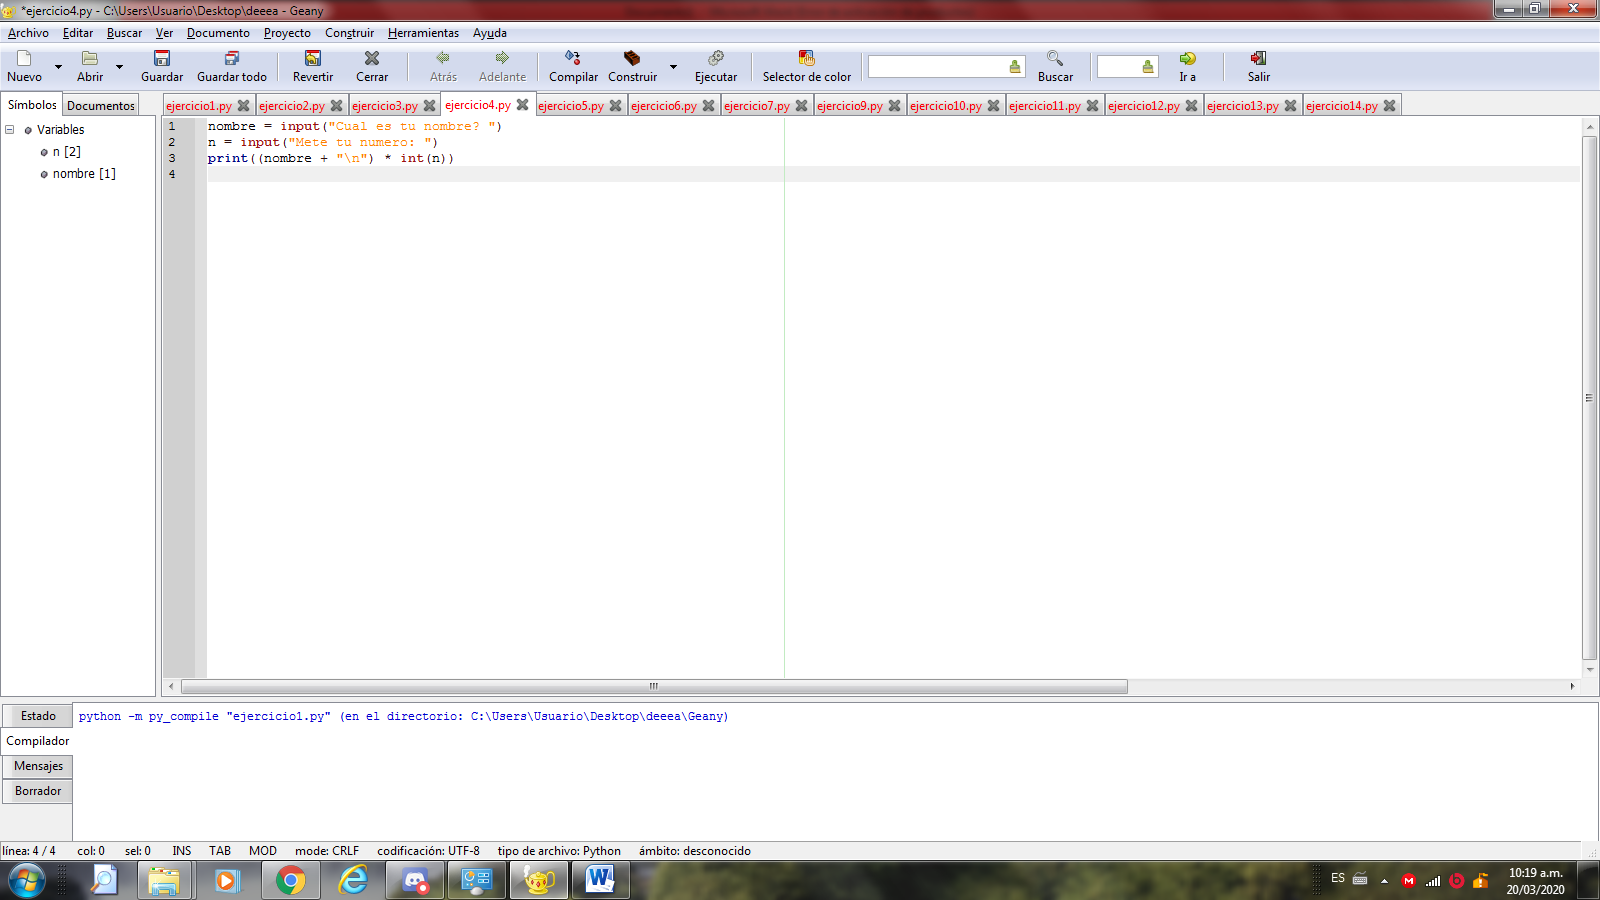 *ejercicio4.py - C:\Users\Usuario\Desktop\deeea - Geany
Archivo Editar Buscar Ver Documento Proyecto Construir Herramientas Ayuda
Nuevo Abrir Guardar Guardar todo Revertir Cerrar Atrás Adelante Compilar Construir Ejecutar Selector de color Buscar Ir a Salir
Símbolos Documentos ejercicio1.py ejercicio2.py ejercicio3.py ejercicio4.py ejercicio5.py ejercicio6.py ejercicio7.py ejercicio9.py ejercicio10.py ejercicio11.py ejercicio12.py ejercicio13.py ejercicio14.py
Variables
n [2]
nombre [1]
1 nombre = input("Cual es tu nombre? ")
2 n = input("Mete tu numero: ")
3 print((nombre + "\n") * int(n))
4
Estado
Compilador
Mensajes
Borrador
python -m py_compile "ejercicio1.py" (en el directorio: C:\Users\Usuario\Desktop\deeea\Geany)
línea: 4 / 4 col: 0 sel: 0 INS TAB MOD mode: CRLF codificación: UTF-8 tipo de archivo: Python ámbito: desconocido
ES
10:19 a.m.
20/03/2020